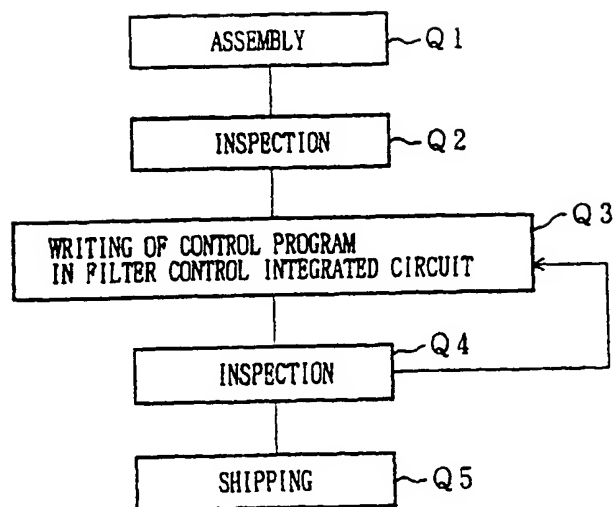 ASSEMBLY Q1
INSPECTION Q2
Q3
WRITING OF CONTROL PROGRAM
IN FILTER CONTROL INTEGRATED CIRCUIT
Q4
INSPECTION
SHIPPING Q5